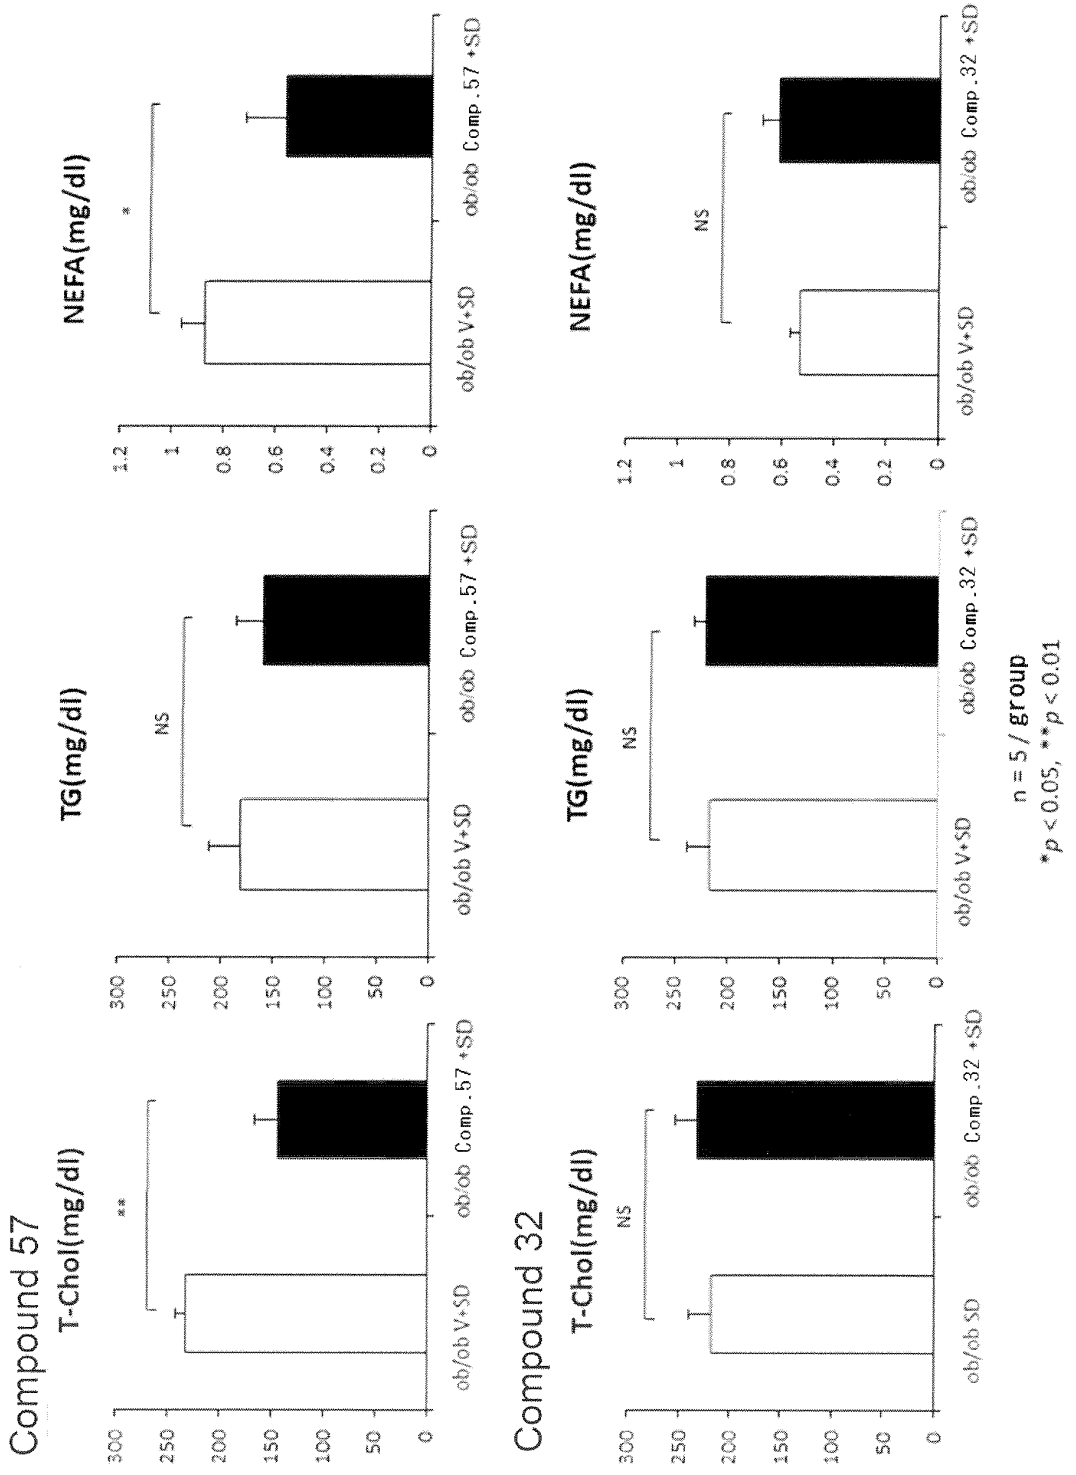 Compound 57
T-Chol(mg/dl)
**
300
250
200
150
100
50
0
ob/ob V+SD
ob/ob Comp.57 +SD
TG(mg/dl)
NS
300
250
200
150
100
50
0
ob/ob V+SD
ob/ob Comp.57 +SD
NEFA(mg/dl)
*
1.2
1
0.8
0.6
0.4
0.2
0
ob/ob V+SD
ob/ob Comp.57 +SD
Compound 32
T-Chol(mg/dl)
NS
300
250
200
150
100
50
0
ob/ob SD
ob/ob Comp.32 +SD
TG(mg/dl)
NS
300
250
200
150
100
50
0
ob/ob V+SD
ob/ob Comp.32 +SD
NEFA(mg/dl)
NS
1.2
1
0.8
0.6
0.4
0.2
0
ob/ob V+SD
ob/ob Comp.32 +SD
n = 5 / group
*p < 0.05, **p < 0.01